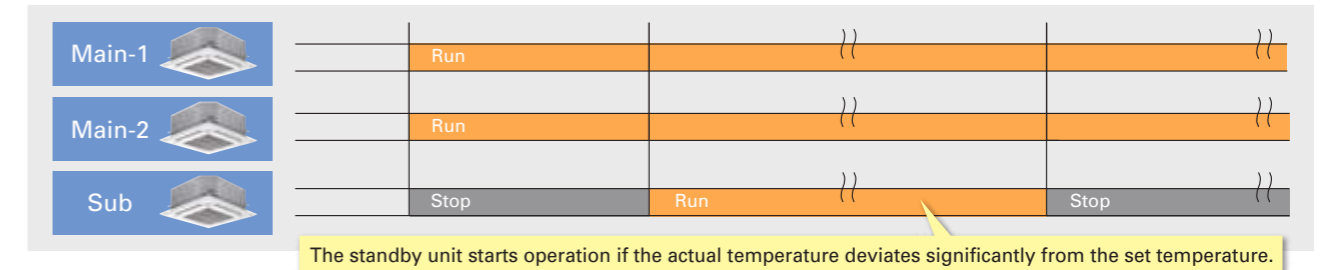 Main-1
Run
Main-2
Run
Sub
Stop
Run
Stop
The standby unit starts operation if the actual temperature deviates significantly from the set temperature.